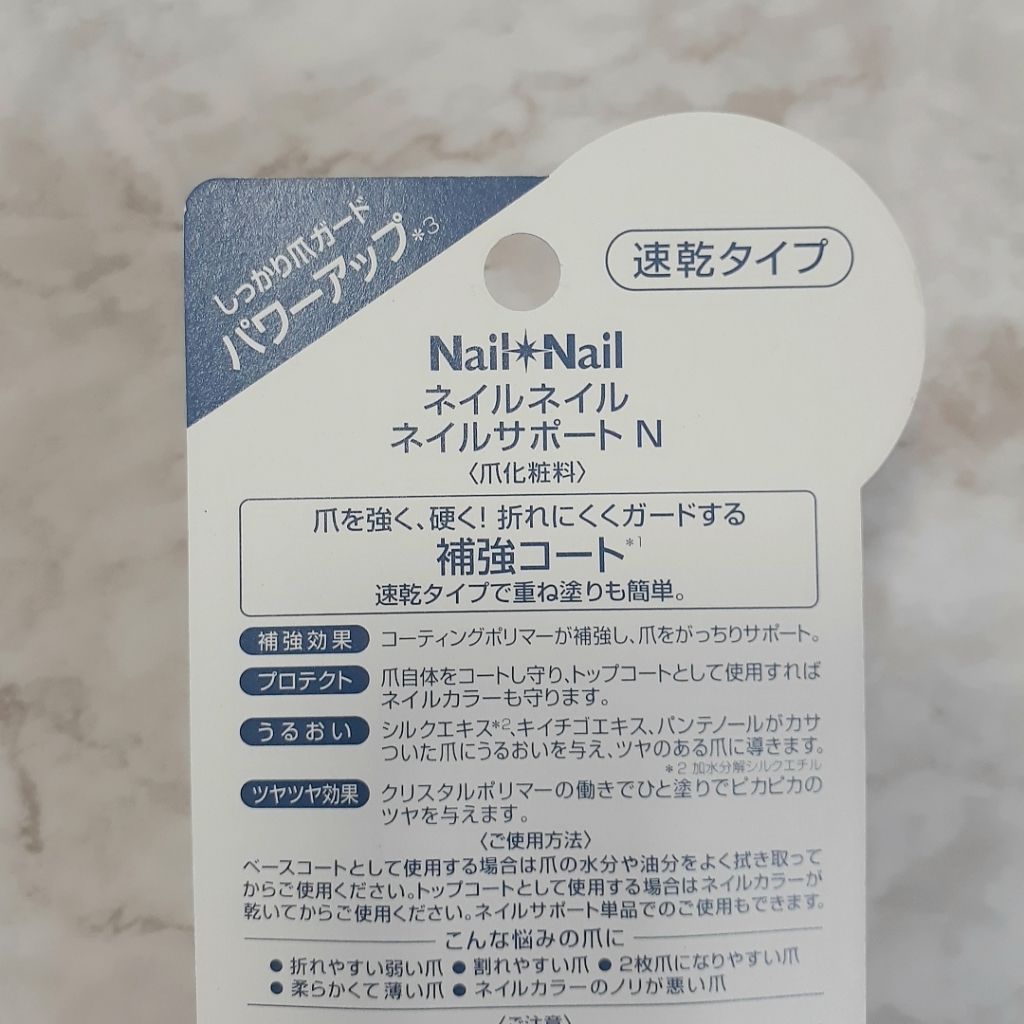 しっかり爪ガード
パワーアップ*3
速乾タイプ
Nail Nail
ネイルネイル
ネイルサポート N
〈爪化粧料〉
爪を強く、硬く! 折れにくくガードする
補強コート*1
速乾タイプで重ね塗りも簡単。
補強効果 コーティングポリマーが補強し、爪をがっちりサポート。
プロテクト 爪自体をコートし守り、トップコートとして使用すれば
ネイルカラーも守ります。
うるおい シルクエキス*2、キイチゴエキス、パンテノールがカサ
ついた爪にうるおいを与え、ツヤのある爪に導きます。
*2 加水分解シルクエチル
ツヤツヤ効果 クリスタルポリマーの働きでひと塗りでピカピカの
ツヤを与えます。
〈ご使用方法〉
ベースコートとして使用する場合は爪の水分や油分をよく拭き取って
からご使用ください。トップコートとして使用する場合はネイルカラーが
乾いてからご使用ください。ネイルサポート単品でのご使用もできます。
こんな悩みの爪に
● 折れやすい弱い爪 ● 割れやすい爪 ● 2枚爪になりやすい爪
● 柔らかくて薄い爪 ● ネイルカラーのノリが悪い爪
〈ご注意〉